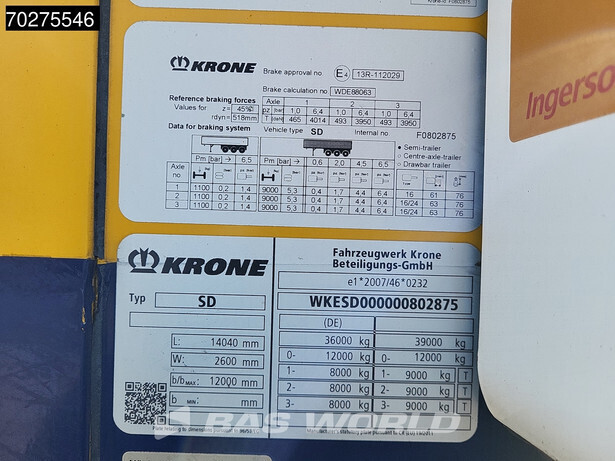 70275546
Krone-Id F0802875
KRONE
Brake approval no E4 13R-112029
Brake calculation no WDE88063
Reference braking forces
Values for z = 45%
rdyn = 518mm
Axle 1 2 3
pz [bar] 1,0 6,4 1,0 6,4 1,0 6,4
T [daN] 465 4014 493 3950 493 3950
Data for braking system
Vehicle type SD Internal no F0802875
Semi-trailer
Centre-axle-trailer
Drawbar trailer
Pm [bar] → 6,5 Pm [bar] → 0,6 2,0 4,5 6,5
Axle no
1 1100 0,2 1,4 9000 5,3 0,4 1,7 4,4 6,4 16 61 76
2 1100 0,2 1,4 9000 5,3 0,4 1,7 4,4 6,4 16/24 63 76
3 1100 0,2 1,4 9000 5,3 0,4 1,7 4,4 6,4 16/24 63 76
Ingerso
KRONE
Fahrzeugwerk Krone
Beteiligungs-GmbH
e1*2007/46*0232
Typ SD
WKESD000000802875
(DE)
L: 14040 mm
W: 2600 mm
b/bMAX: 12000 mm
b/bMIN: mm
36000 kg 39000 kg
0- 12000 kg 0- 12000 kg
1- 8000 kg 1- 9000 kg T
2- 8000 kg 2- 9000 kg T
3- 8000 kg 3- 9000 kg T
BAS WORLD